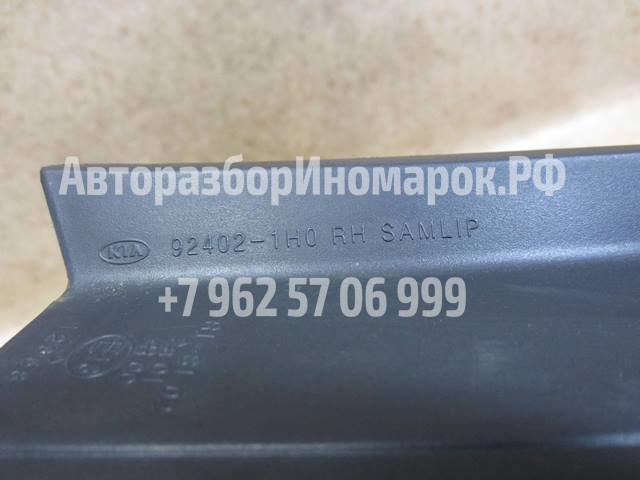 АвторазборИномарок.РФ
KIA 92402-1H0 RH SAMLIP
+7 962 57 06 999